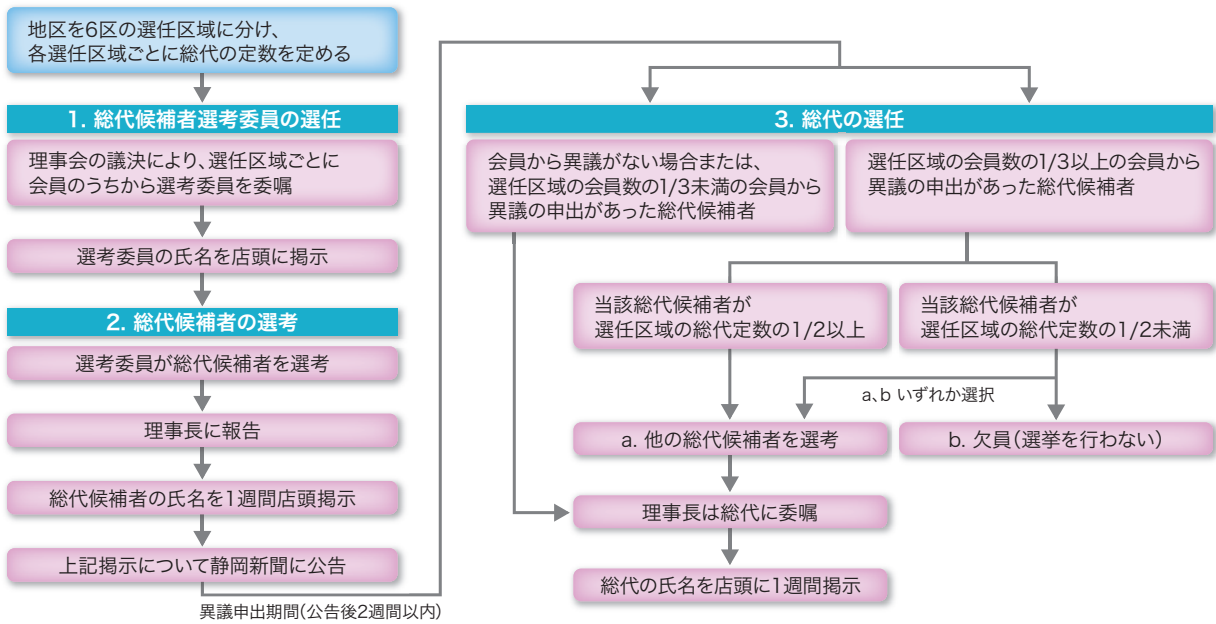 地区を6区の選任区域に分け、
各選任区域ごとに総代の定数を定める
1. 総代候補者選考委員の選任
理事会の議決により、選任区域ごとに
会員のうちから選考委員を委嘱
選考委員の氏名を店頭に掲示
2. 総代候補者の選考
選考委員が総代候補者を選考
理事長に報告
総代候補者の氏名を1週間店頭掲示
上記掲示について静岡新聞に公告
異議申出期間(公告後2週間以内)
3. 総代の選任
会員から異議がない場合または、
選任区域の会員数の1/3未満の会員から
異議の申出があった総代候補者
選任区域の会員数の1/3以上の会員から
異議の申出があった総代候補者
当該総代候補者が
選任区域の総代定数の1/2以上
当該総代候補者が
選任区域の総代定数の1/2未満
a、b いずれか選択
a. 他の総代候補者を選考
b. 欠員(選挙を行わない)
理事長は総代に委嘱
総代の氏名を店頭に1週間掲示